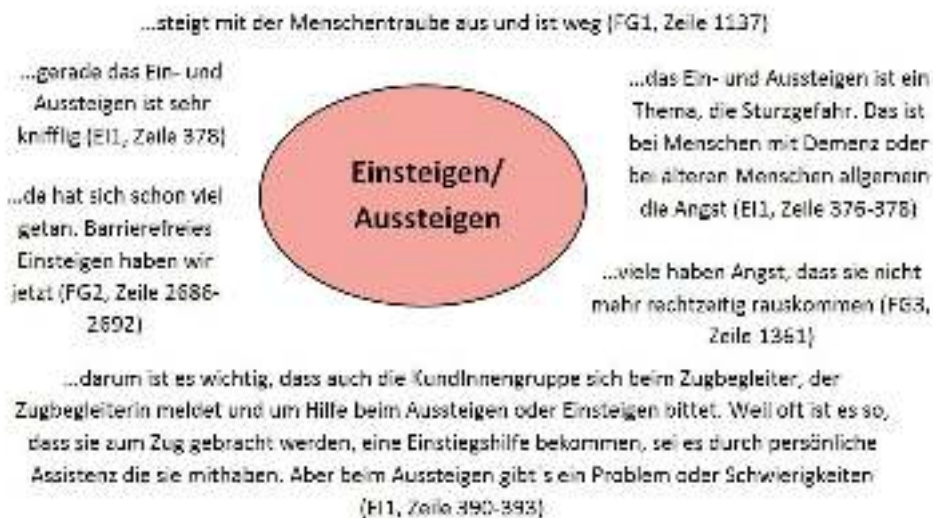 ...steigt mit der Menschentraube aus und ist weg (FG1, Zeile 1137)
...gerade das Ein- und
Aussteigen ist sehr
knifflig (EI1, Zeile 378)
...da hat sich schon viel
getan. Barrierefreies
Einsteigen haben wir
jetzt (FG2, Zeile 2686-
2692)
Einsteigen/
Aussteigen
...das Ein- und Aussteigen ist ein
Thema, die Sturzgefahr. Das ist
bei Menschen mit Demenz oder
bei älteren Menschen allgemein
die Angst (EI1, Zeile 376-378)
...viele haben Angst, dass sie nicht
mehr rechtzeitig rauskommen (FG3,
Zeile 1361)
...darum ist es wichtig, dass auch die KundInnengruppe sich beim Zugbegleiter, der
Zugbegleiterin meldet und um Hilfe beim Aussteigen oder Einsteigen bittet. Weil oft ist es so,
dass sie zum Zug gebracht werden, eine Einstiegshilfe bekommen, sei es durch persönliche
Assistenz die sie mithaben. Aber beim Aussteigen gibt´s ein Problem oder Schwierigkeiten
(EI1, Zeile 390-393)